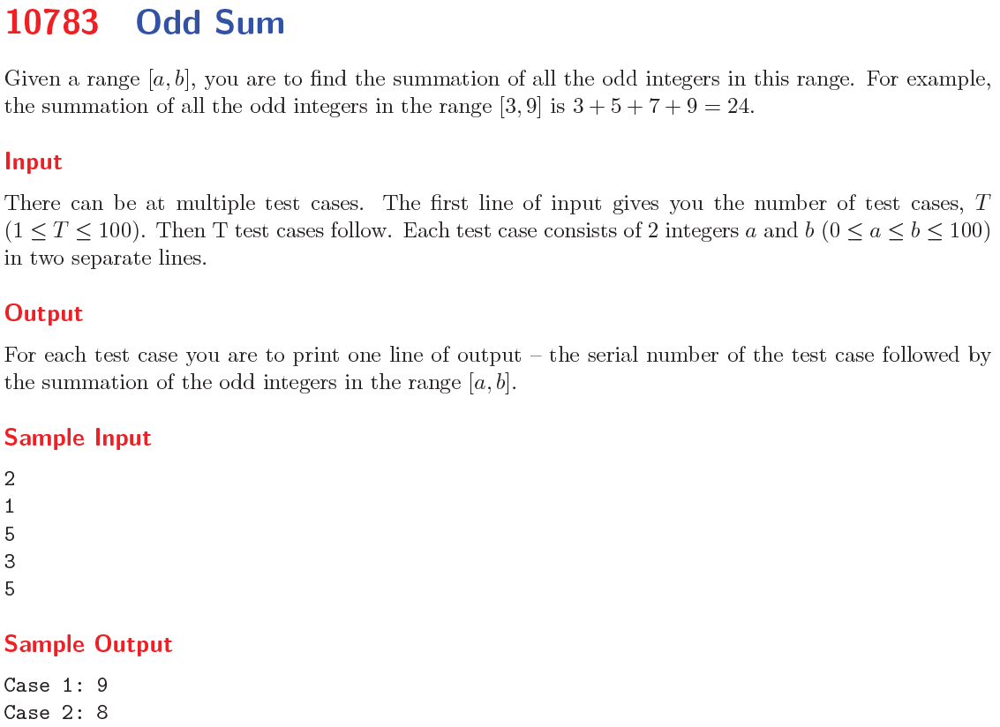 10783 Odd Sum
Given a range [a, b], you are to find the summation of all the odd integers in this range. For example,
the summation of all the odd integers in the range [3, 9] is 3 + 5 + 7 + 9 = 24.
Input
There can be at multiple test cases. The first line of input gives you the number of test cases, T
(1 ≤ T ≤ 100). Then T test cases follow. Each test case consists of 2 integers a and b (0 ≤ a ≤ b ≤ 100)
in two separate lines.
Output
For each test case you are to print one line of output – the serial number of the test case followed by
the summation of the odd integers in the range [a, b].
Sample Input
2
1
5
3
5
Sample Output
Case 1: 9
Case 2: 8